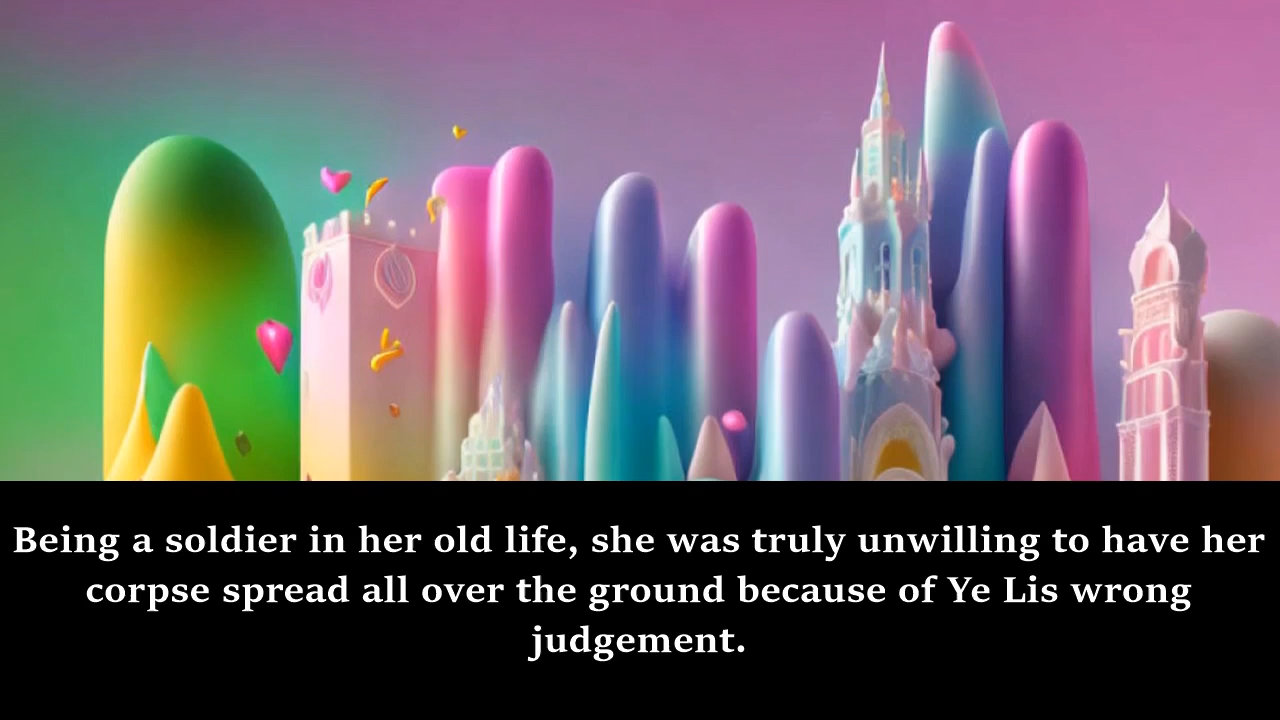 Being a soldier in her old life, she was truly unwilling to have her
corpse spread all over the ground because of Ye Lis wrong
judgement.